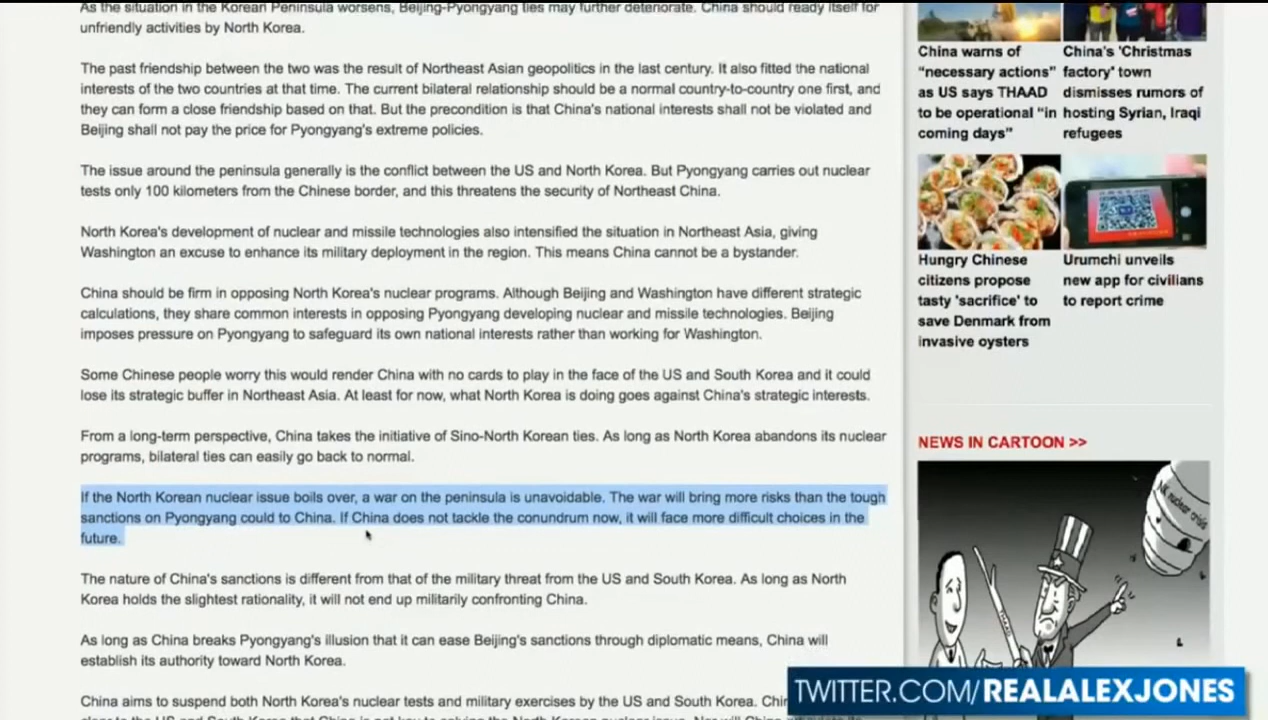 As the situation in the Korean Peninsula worsens, Beijing-Pyongyang ties may further deteriorate. China should ready itself for
unfriendly activities by North Korea.
The past friendship between the two was the result of Northeast Asian geopolitics in the last century. It also fitted the national
interests of the two countries at that time. The current bilateral relationship should be a normal country-to-country one first, and
they can form a close friendship based on that. But the precondition is that China's national interests shall not be violated and
Beijing shall not pay the price for Pyongyang's extreme policies.
The issue around the peninsula generally is the conflict between the US and North Korea. But Pyongyang carries out nuclear
tests only 100 kilometers from the Chinese border, and this threatens the security of Northeast China.
North Korea's development of nuclear and missile technologies also intensified the situation in Northeast Asia, giving
Washington an excuse to enhance its military deployment in the region. This means China cannot be a bystander.
China should be firm in opposing North Korea's nuclear programs. Although Beijing and Washington have different strategic
calculations, they share common interests in opposing Pyongyang developing nuclear and missile technologies. Beijing
imposes pressure on Pyongyang to safeguard its own national interests rather than working for Washington.
Some Chinese people worry this would render China with no cards to play in the face of the US and South Korea and it could
lose its strategic buffer in Northeast Asia. At least for now, what North Korea is doing goes against China's strategic interests.
From a long-term perspective, China takes the initiative of Sino-North Korean ties. As long as North Korea abandons its nuclear
programs, bilateral ties can easily go back to normal.
If the North Korean nuclear issue boils over, a war on the peninsula is unavoidable. The war will bring more risks than the tough
sanctions on Pyongyang could to China. If China does not tackle the conundrum now, it will face more difficult choices in the
future.
The nature of China's sanctions is different from that of the military threat from the US and South Korea. As long as North
Korea holds the slightest rationality, it will not end up militarily confronting China.
As long as China breaks Pyongyang's illusion that it can ease Beijing's sanctions through diplomatic means, China will
establish its authority toward North Korea.
China aims to suspend both North Korea's nuclear tests and military exercises by the US and South Korea.
China warns of
"necessary actions"
as US says THAAD
to be operational "in
coming days"
China's 'Christmas
factory' town
dismisses rumors of
hosting Syrian, Iraqi
refugees
Hungry Chinese
citizens propose
tasty 'sacrifice' to
save Denmark from
invasive oysters
Urumchi unveils
new app for civilians
to report crime
NEWS IN CARTOON >>
nuclear crisis
TWITTER.COM/REALALEXJONES